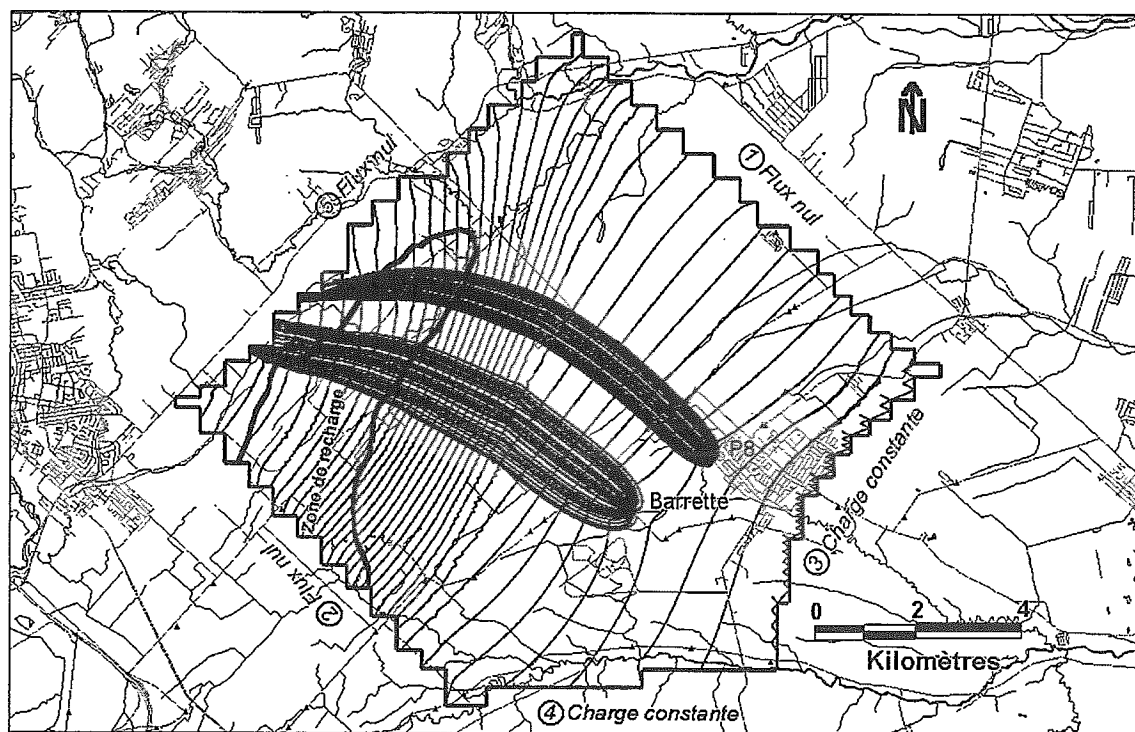 N
① Flux nul
⑤ Flux nul
zone de recharge
P8
Barrette
Flux nul
②
③ Charge constante
0 2 4
Kilomètres
④ Charge constante